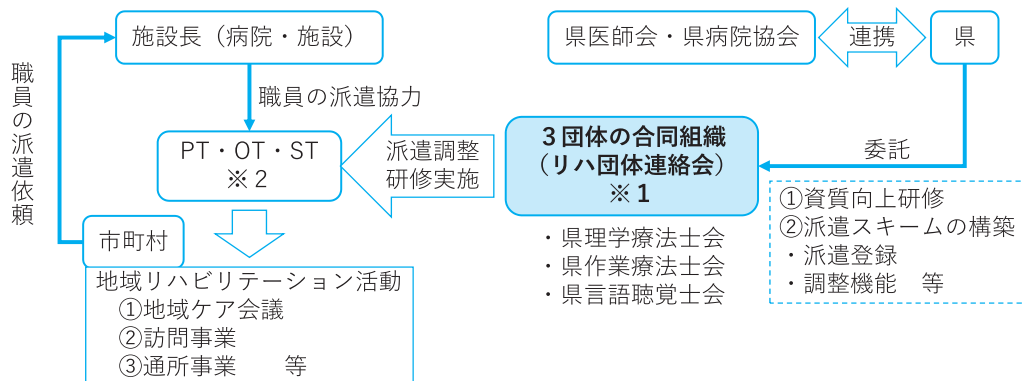 施設長（病院・施設）
県医師会・県病院協会
連携
県
職員の派遣依頼
職員の派遣協力
PT・OT・ST
※２
派遣調整
研修実施
３団体の合同組織
（リハ団体連絡会）
※１
委託
・県理学療法士会
・県作業療法士会
・県言語聴覚士会
①資質向上研修
②派遣スキームの構築
・派遣登録
・調整機能　等
市町村
地域リハビリテーション活動
①地域ケア会議
②訪問事業
③通所事業　　等